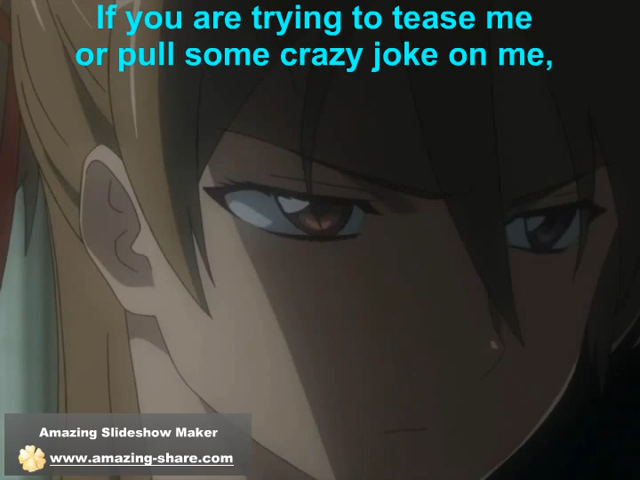 If you are trying to tease me
or pull some crazy joke on me,
Amazing Slideshow Maker
www.amazing-share.com